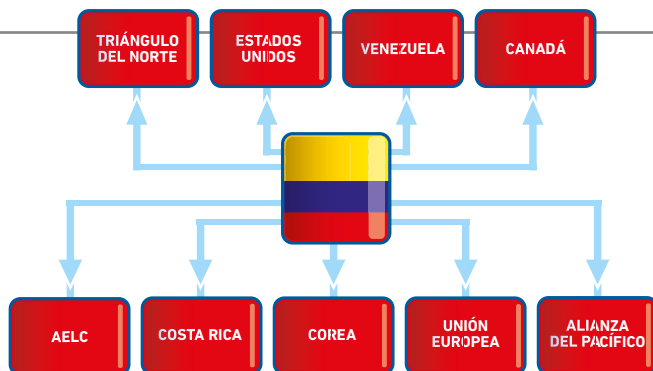 TRIÁNGULO
DEL NORTE
ESTADOS
UNIDOS
VENEZUELA
CANADÁ
AELC
COSTA RICA
COREA
UNIÓN
EUROPEA
ALIANZA
DEL PACÍFICO